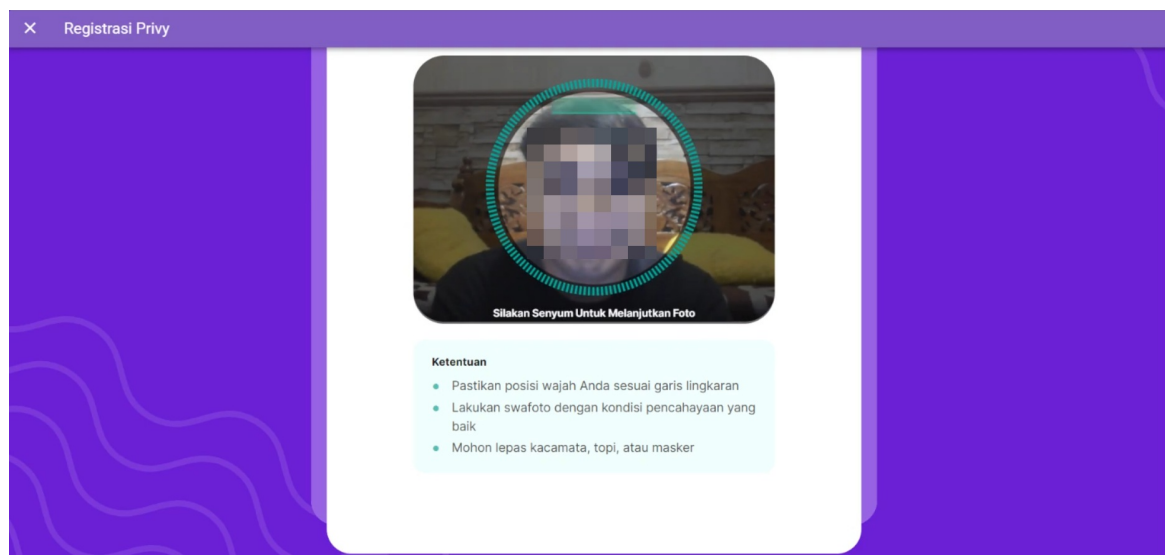 Registrasi Privy
Silakan Senyum Untuk Melanjutkan Foto
Ketentuan
Pastikan posisi wajah Anda sesuai garis lingkaran
Lakukan swafoto dengan kondisi pencahayaan yang
baik
Mohon lepas kacamata, topi, atau masker